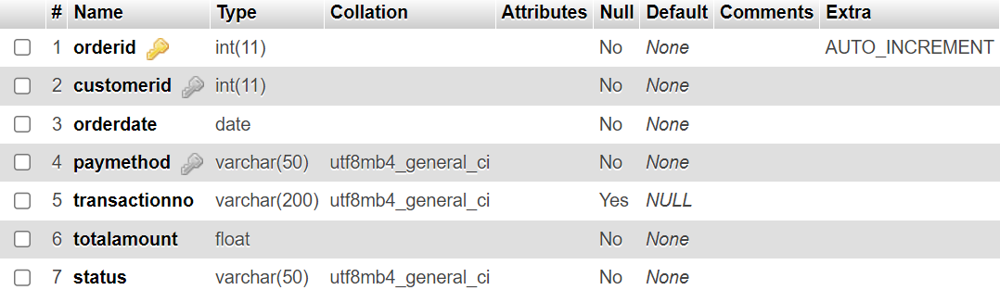 # Name Type Collation Attributes Null Default Comments Extra
1 orderid int(11) No None AUTO_INCREMENT
2 customerid int(11) No None
3 orderdate date No None
4 paymethod varchar(50) utf8mb4_general_ci No None
5 transactionno varchar(200) utf8mb4_general_ci Yes NULL
6 totalamount float No None
7 status varchar(50) utf8mb4_general_ci No None